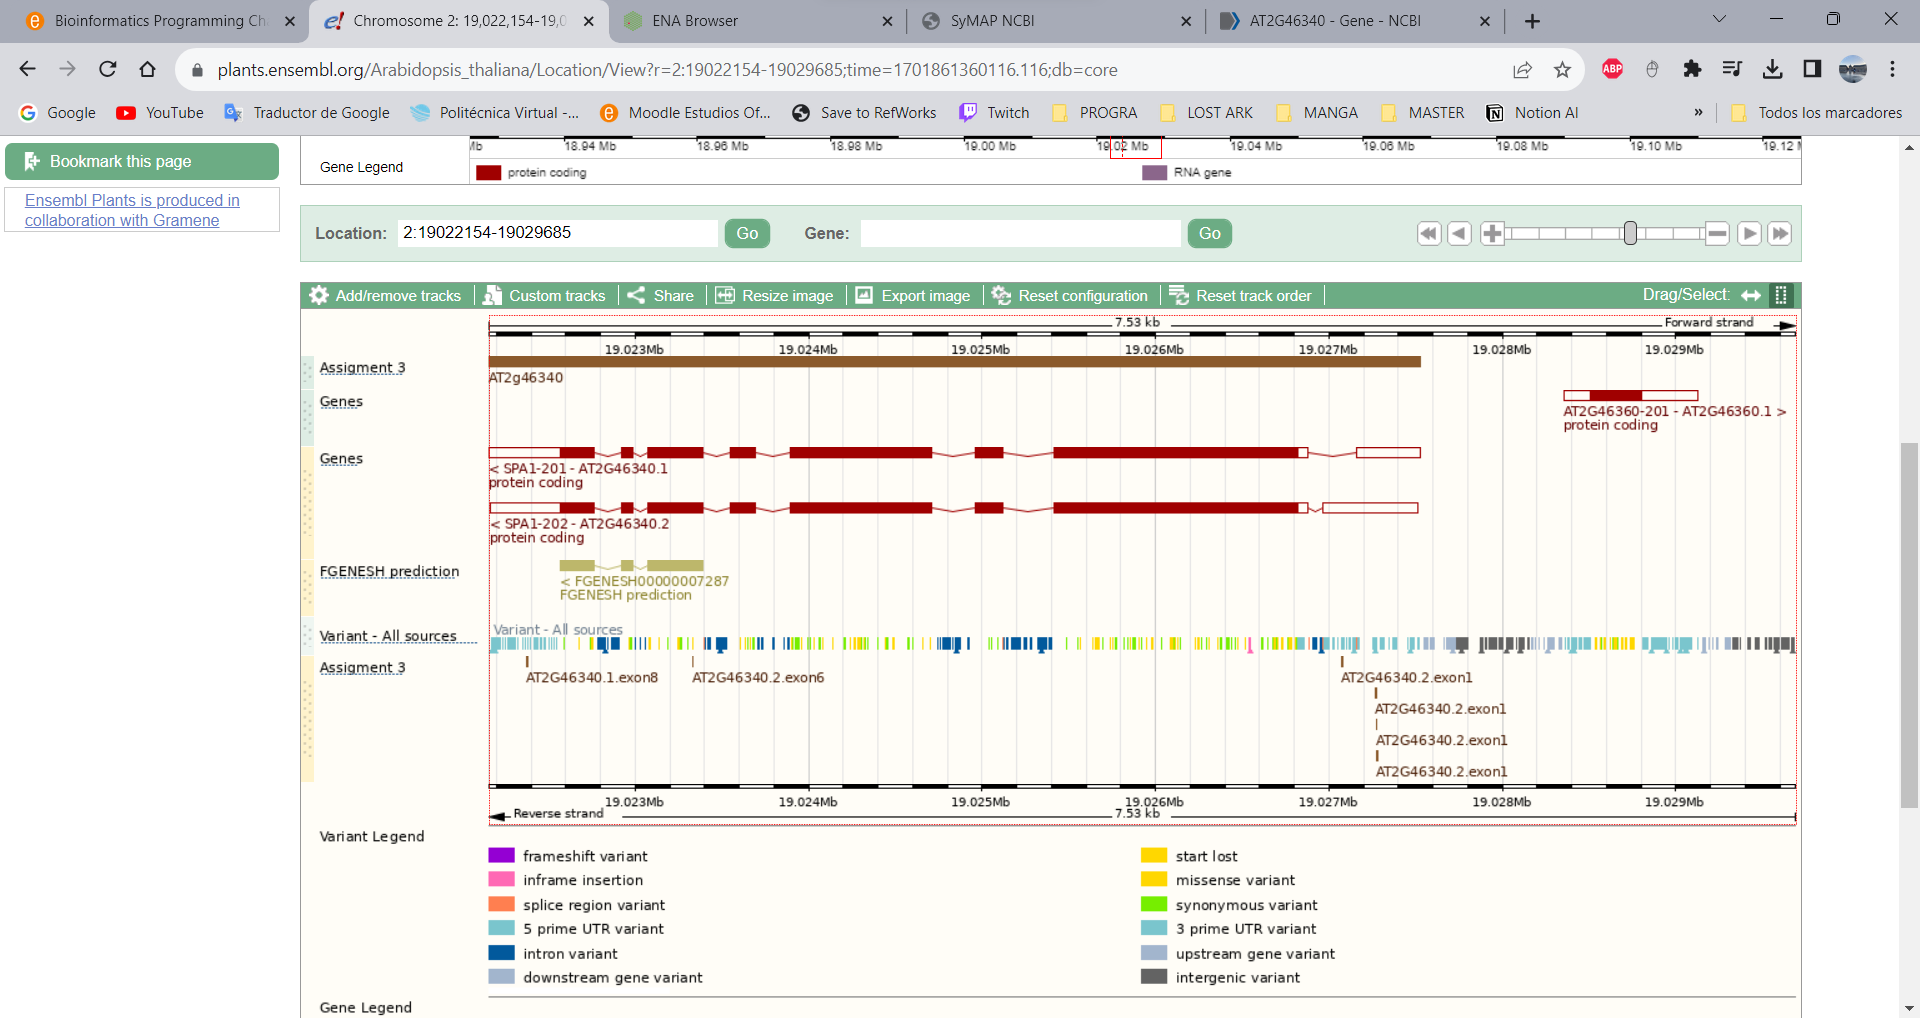 Bioinformatics Programming Ch
Chromosome 2: 19,022,154-19,0
ENA Browser
SyMAP NCBI
AT2G46340 - Gene - NCBI
plants.ensembl.org/Arabidopsis_thaliana/Location/View?r=2:19022154-19029685;time=1701861360116.116;db=core
ABP
Google
YouTube
Traductor de Google
Politécnica Virtual -...
Moodle Estudios Of...
Save to RefWorks
Twitch
PROGRA
LOST ARK
MANGA
MASTER
Notion AI
»
Todos los marcadores
Bookmark this page
Ensembl Plants is produced in
collaboration with Gramene
Mb 18.94 Mb 18.96 Mb 18.98 Mb 19.00 Mb 19.02 Mb 19.04 Mb 19.06 Mb 19.08 Mb 19.10 Mb 19.12
Gene Legend
protein coding
RNA gene
Location: 2:19022154-19029685 Go Gene: Go
Add/remove tracks Custom tracks Share Resize image Export image Reset configuration Reset track order Drag/Select:
7.53 kb Forward strand
19.023Mb 19.024Mb 19.025Mb 19.026Mb 19.027Mb 19.028Mb 19.029Mb
Assigment 3
AT2g46340
Genes
AT2G46360-201 - AT2G46360.1 >
protein coding
Genes
< SPA1-201 - AT2G46340.1
protein coding
< SPA1-202 - AT2G46340.2
protein coding
FGENESH prediction
< FGENESH00000007287
FGENESH prediction
Variant - All sources
Variant - All sources
Assigment 3
AT2G46340.1.exon8 AT2G46340.2.exon6 AT2G46340.2.exon1
AT2G46340.2.exon1
AT2G46340.2.exon1
AT2G46340.2.exon1
19.023Mb 19.024Mb 19.025Mb 19.026Mb 19.027Mb 19.028Mb 19.029Mb
Reverse strand 7.53 kb
Variant Legend
frameshift variant
start lost
inframe insertion
missense variant
splice region variant
synonymous variant
5 prime UTR variant
3 prime UTR variant
intron variant
upstream gene variant
downstream gene variant
intergenic variant
Gene Legend